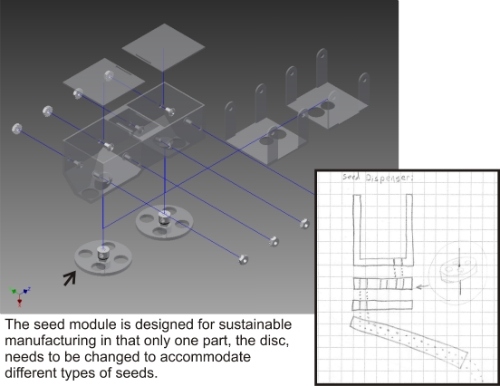 Seed Dispenser:
The seed module is designed for sustainable
manufacturing in that only one part, the disc,
needs to be changed to accommodate
different types of seeds.